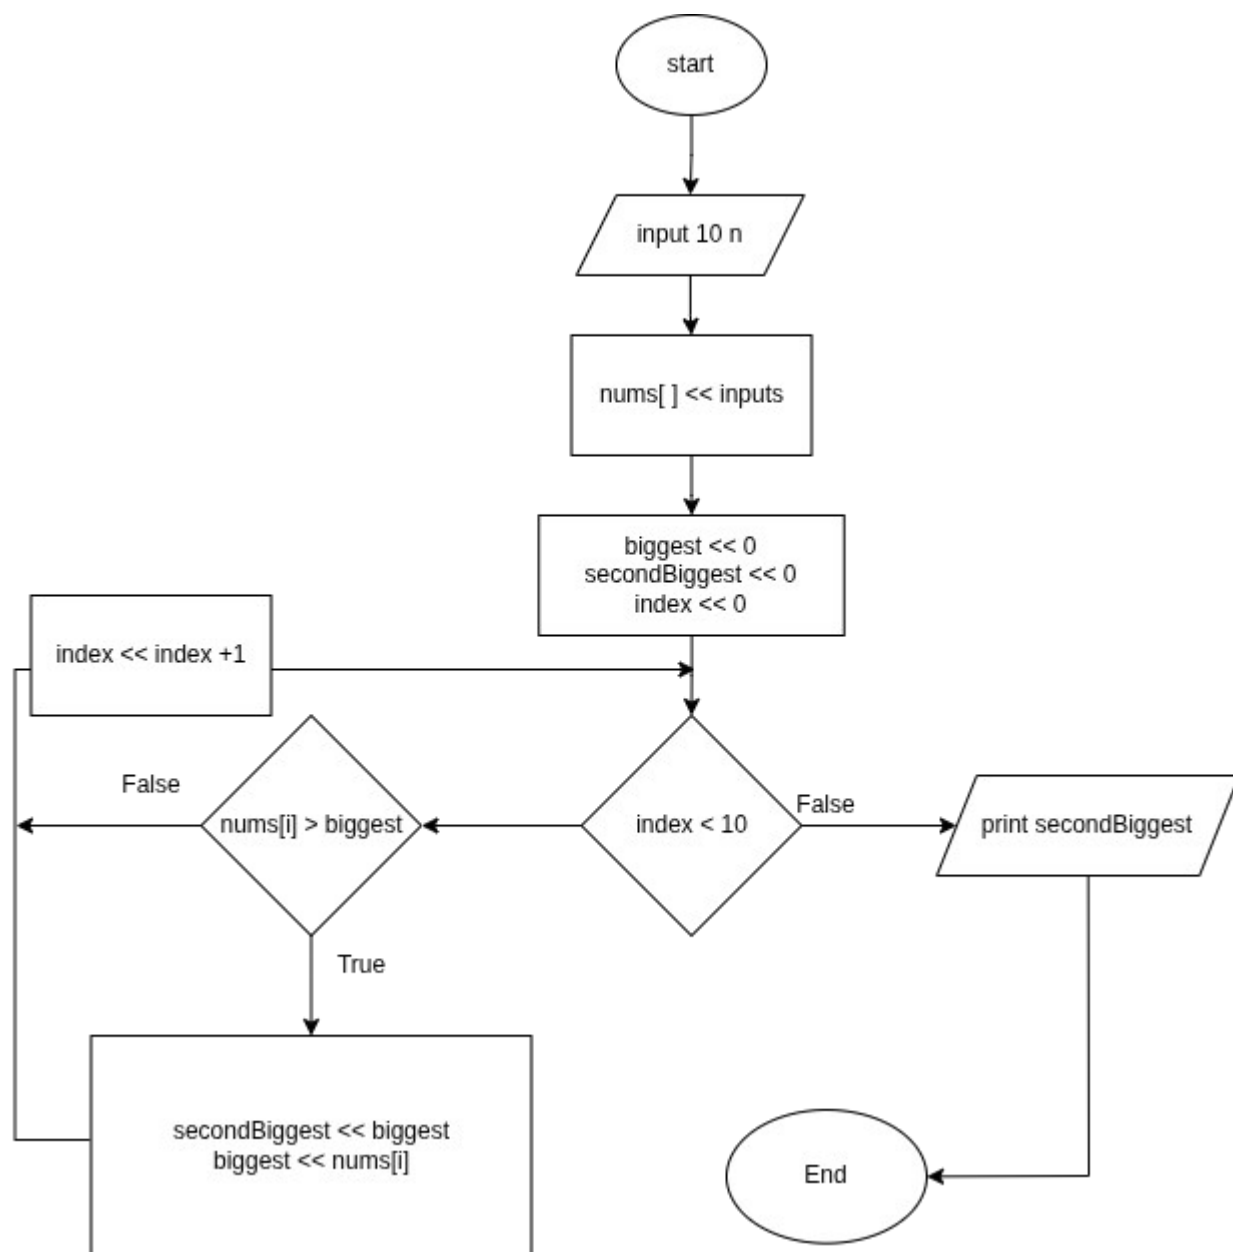 start
input 10 n
nums[ ] << inputs
biggest << 0
secondBiggest << 0
index << 0
index << index +1
False
nums[i] > biggest
index < 10
False
print secondBiggest
True
secondBiggest << biggest
biggest << nums[i]
End